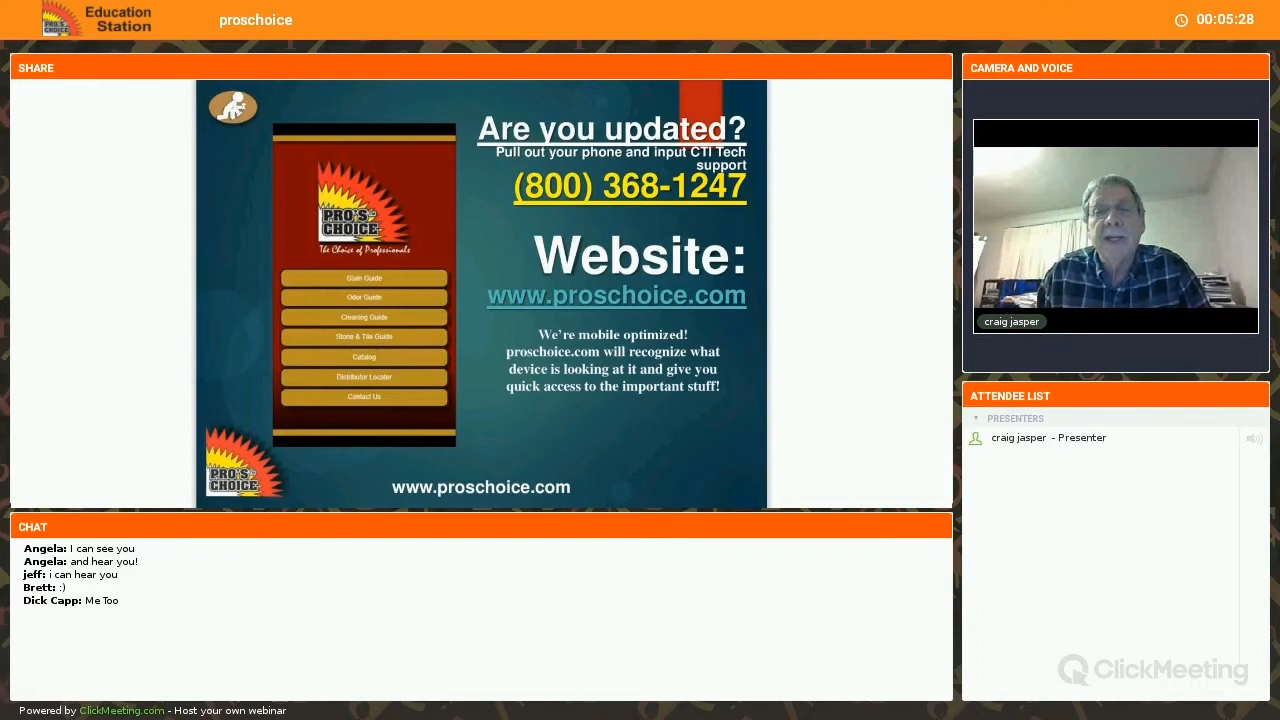 PRO'S CHOICE
Education
Station
proschoice
00:05:28
SHARE
PRO'S
CHOICE
The Choice of Professionals
Stain Guide
Odor Guide
Cleaning Guide
Stone & Tile Guide
Catalog
Distributor Locater
Contact Us
Are you updated?
Pull out your phone and input CTI Tech
support
(800) 368-1247
Website:
www.proschoice.com
We're mobile optimized!
proschoice.com will recognize what
device is looking at it and give you
quick access to the important stuff!
PRO'S
CHOICE
www.proschoice.com
CAMERA AND VOICE
craig jasper
ATTENDEE LIST
PRESENTERS
craig jasper - Presenter
CHAT
Angela: I can see you
Angela: and hear you!
jeff: i can hear you
Brett: :)
Dick Capp: Me Too
ClickMeeting
Powered by ClickMeeting.com - Host your own webinar